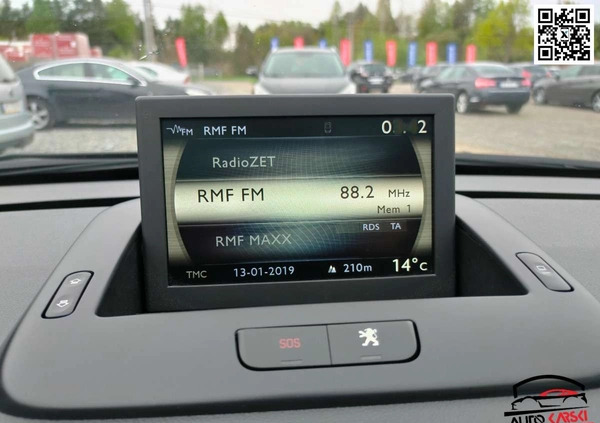 FM RMF FM 0 2
RadioZET
RMF FM 88.2 MHz
Mem 1
RDS TA
RMF MAXX
TMC 13-01-2019 210m 14°c
SOS
AUTO KARSKI